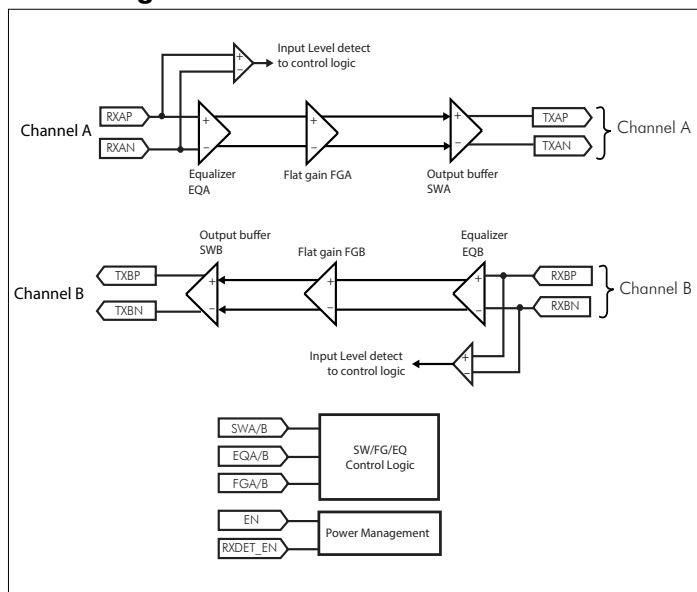 Input Level detect
to control logic
RXAP
RXAN
Channel A
+
−
+
−
+
−
+
−
TXAP
TXAN
Channel A
Equalizer
EQA
Flat gain FGA
Output buffer
SWA
Output buffer
SWB
Flat gain FGB
Equalizer
EQB
TXBP
TXBN
Channel B
+
−
+
−
+
−
RXBP
RXBN
Channel B
Input Level detect
to control logic
+
−
SWA/B
EQA/B
FGA/B
SW/FG/EQ
Control Logic
EN
RXDET_EN
Power Management